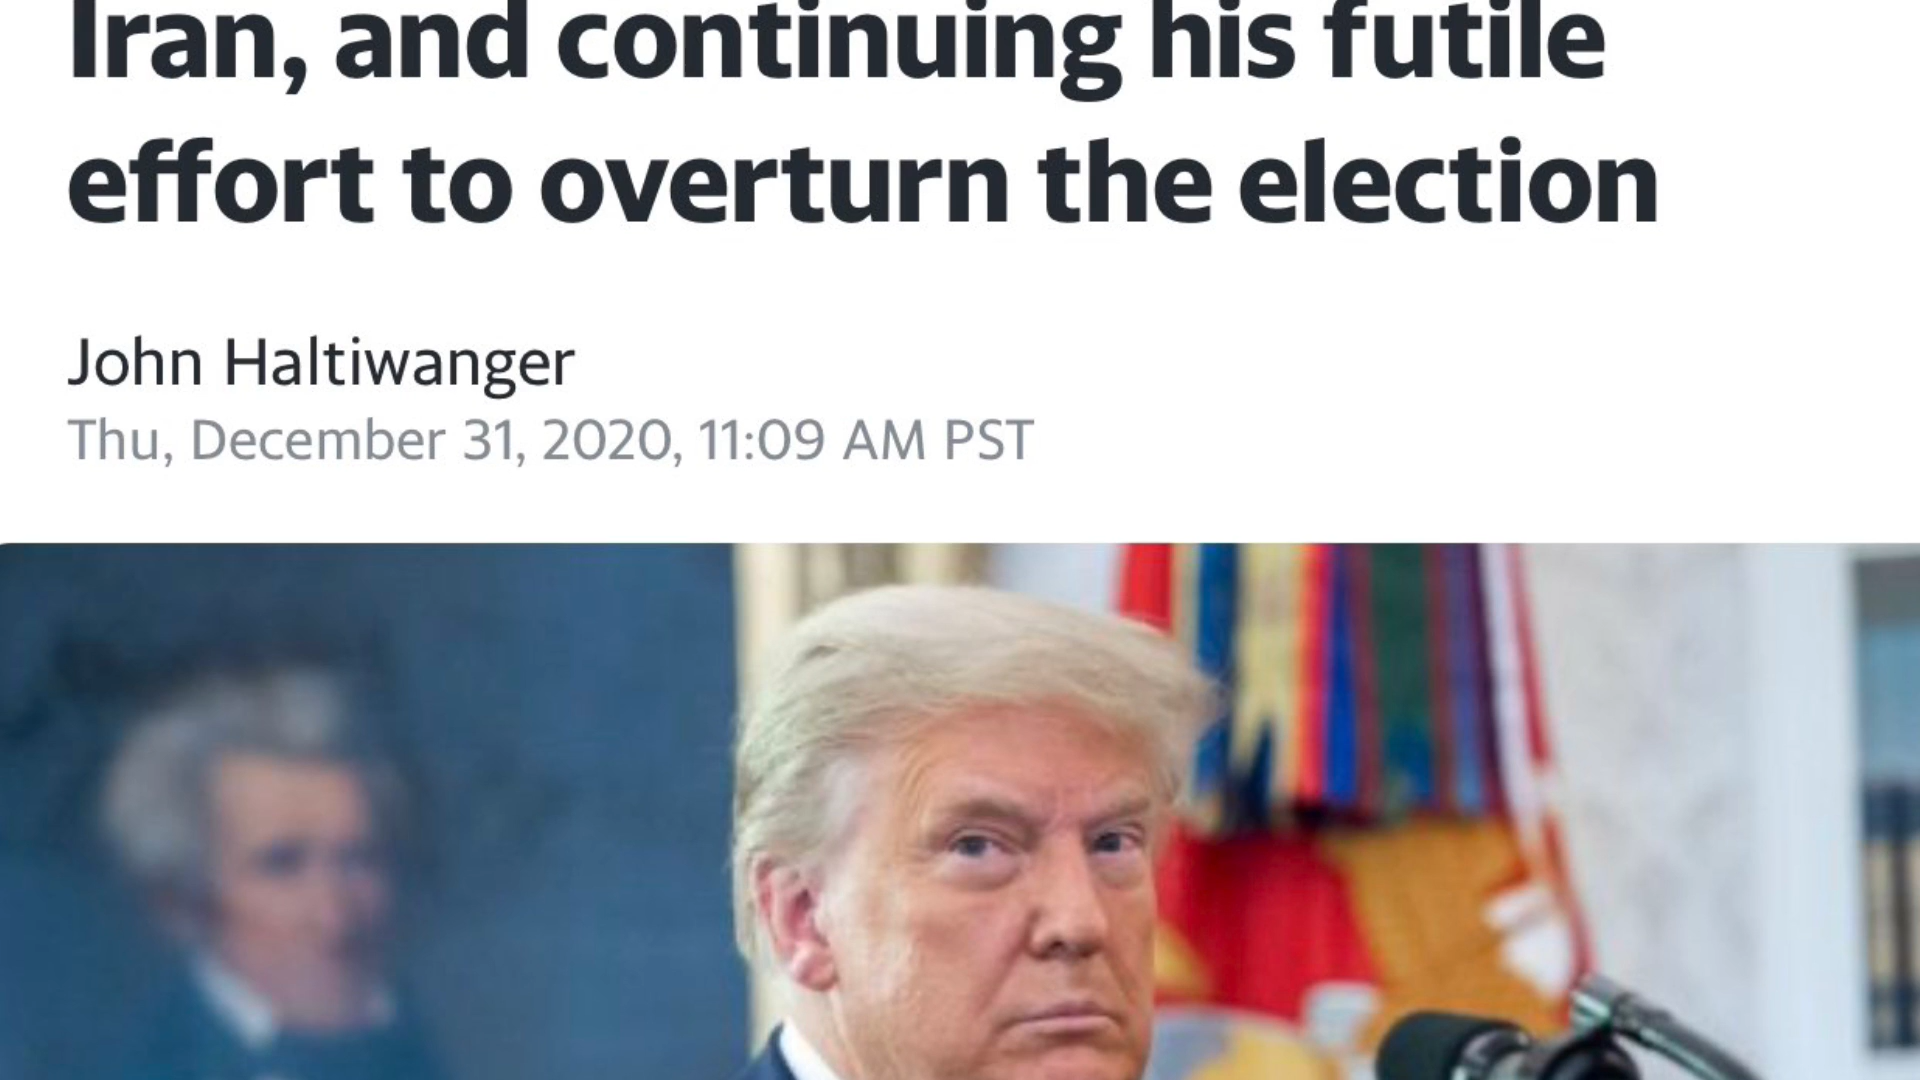 Iran, and continuing his futile
effort to overturn the election
John Haltiwanger
Thu, December 31, 2020, 11:09 AM PST